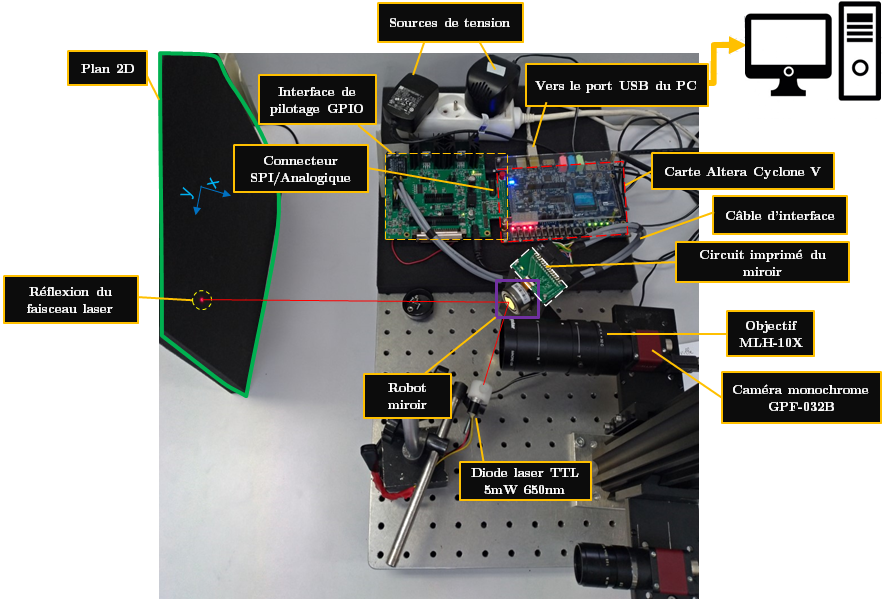 Sources de tension
Plan 2D
Interface de
pilotage GPIO
Vers le port USB du PC
Connecteur
SPI/Analogique
Carte Altera Cyclone V
x
y
Câble d'interface
Circuit imprimé du
miroir
Réflexion du
faisceau laser
Objectif
MLH-10X
Robot
miroir
Caméra monochrome
GPF-032B
Diode laser TTL
5mW 650nm